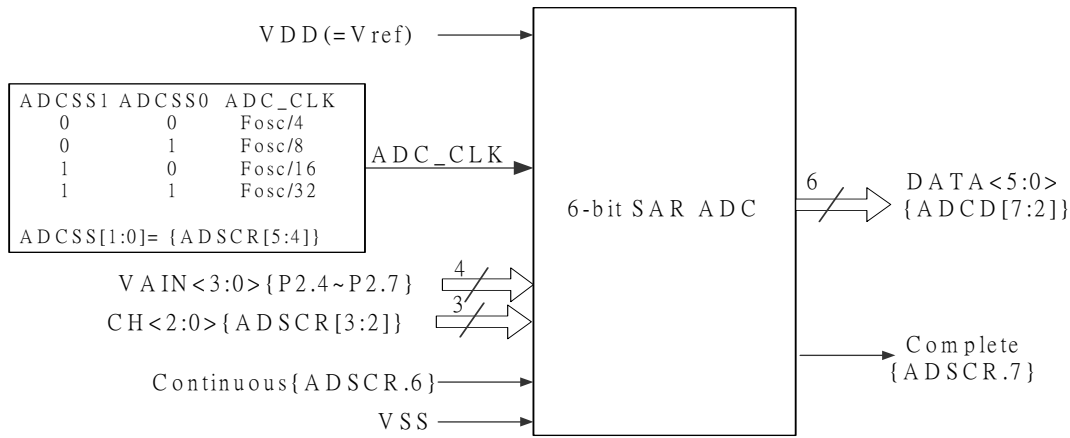 VDD(=Vref)
ADCSS1 ADCSS0 ADC_CLK
0 0 Fosc/4
0 1 Fosc/8
1 0 Fosc/16
1 1 Fosc/32
ADCSS[1:0]= {ADSCR[5:4]}
ADC_CLK
6-bit SAR ADC
6
DATA<5:0>
{ADCD[7:2]}
VAIN<3:0>{P2.4~P2.7}
4
CH<2:0>{ADSCR[3:2]}
3
Complete
{ADSCR.7}
Continuous{ADSCR.6}
VSS